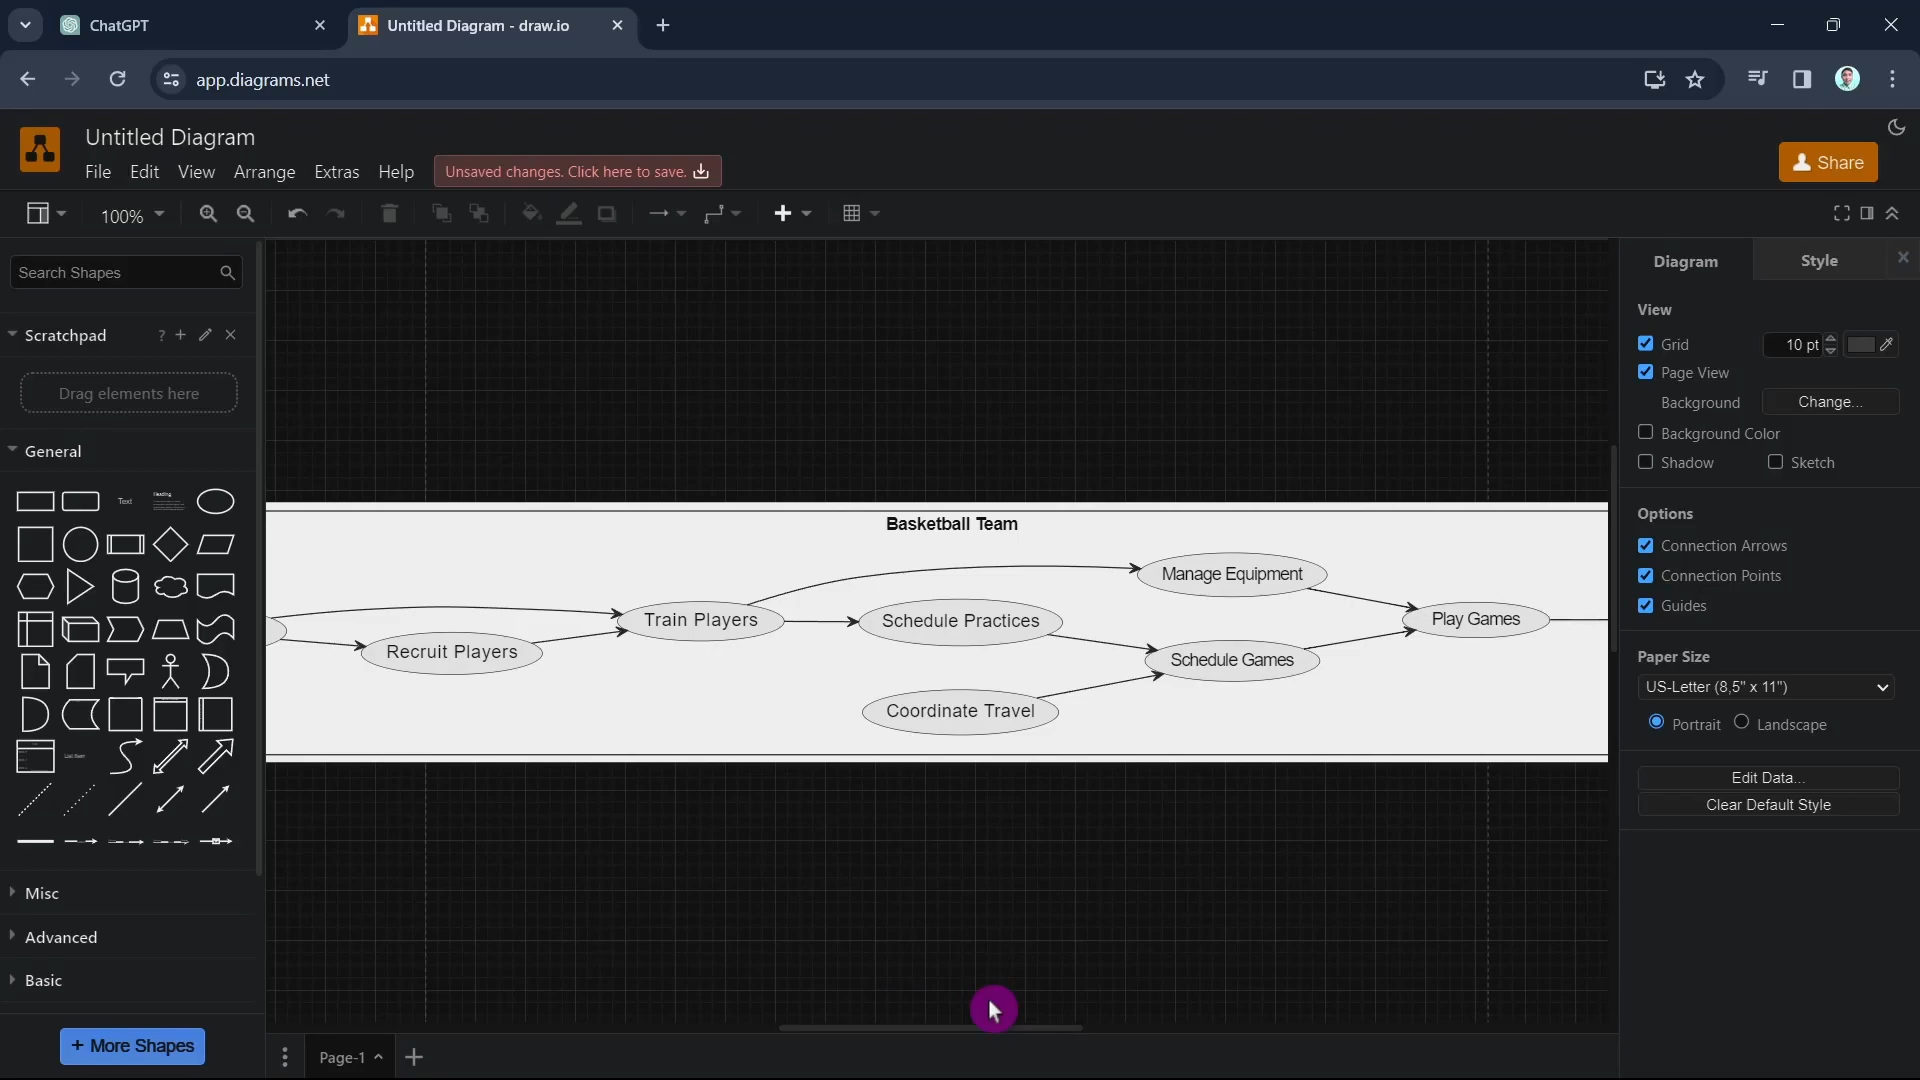 ChatGPT
Untitled Diagram - draw.io
app.diagrams.net
Untitled Diagram
File Edit View Arrange Extras Help
Unsaved changes. Click here to save.
Share
100%
Search Shapes
Scratchpad
?
Drag elements here
General
Text
Heading
List Item
Misc
Advanced
Basic
+ More Shapes
Basketball Team
Manage Equipment
Train Players
Schedule Practices
Play Games
Recruit Players
Schedule Games
Coordinate Travel
Page-1
Diagram
Style
View
Grid
10 pt
Page View
Background
Change...
Background Color
Shadow
Sketch
Options
Connection Arrows
Connection Points
Guides
Paper Size
US-Letter (8,5" x 11")
Portrait
Landscape
Edit Data...
Clear Default Style